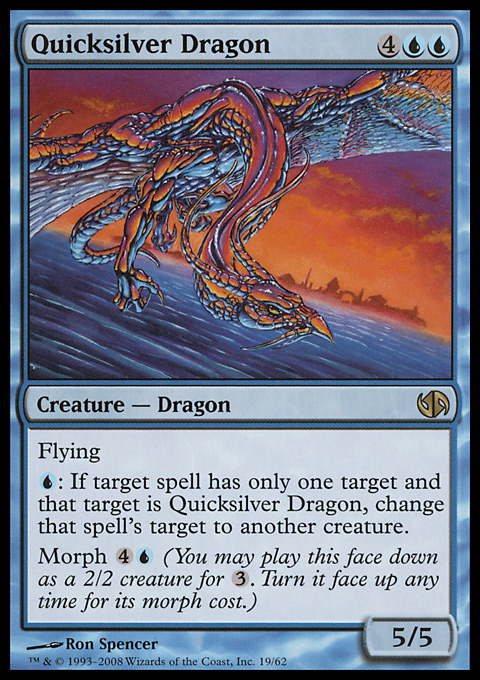 Quicksilver Dragon 4
Creature — Dragon
Flying
: If target spell has only one target and
that target is Quicksilver Dragon, change
that spell's target to another creature.
Morph 4 (You may play this face down
as a 2/2 creature for 3. Turn it face up any
time for its morph cost.)
Ron Spencer
5/5
™ & © 1993–2008 Wizards of the Coast, Inc. 19/62